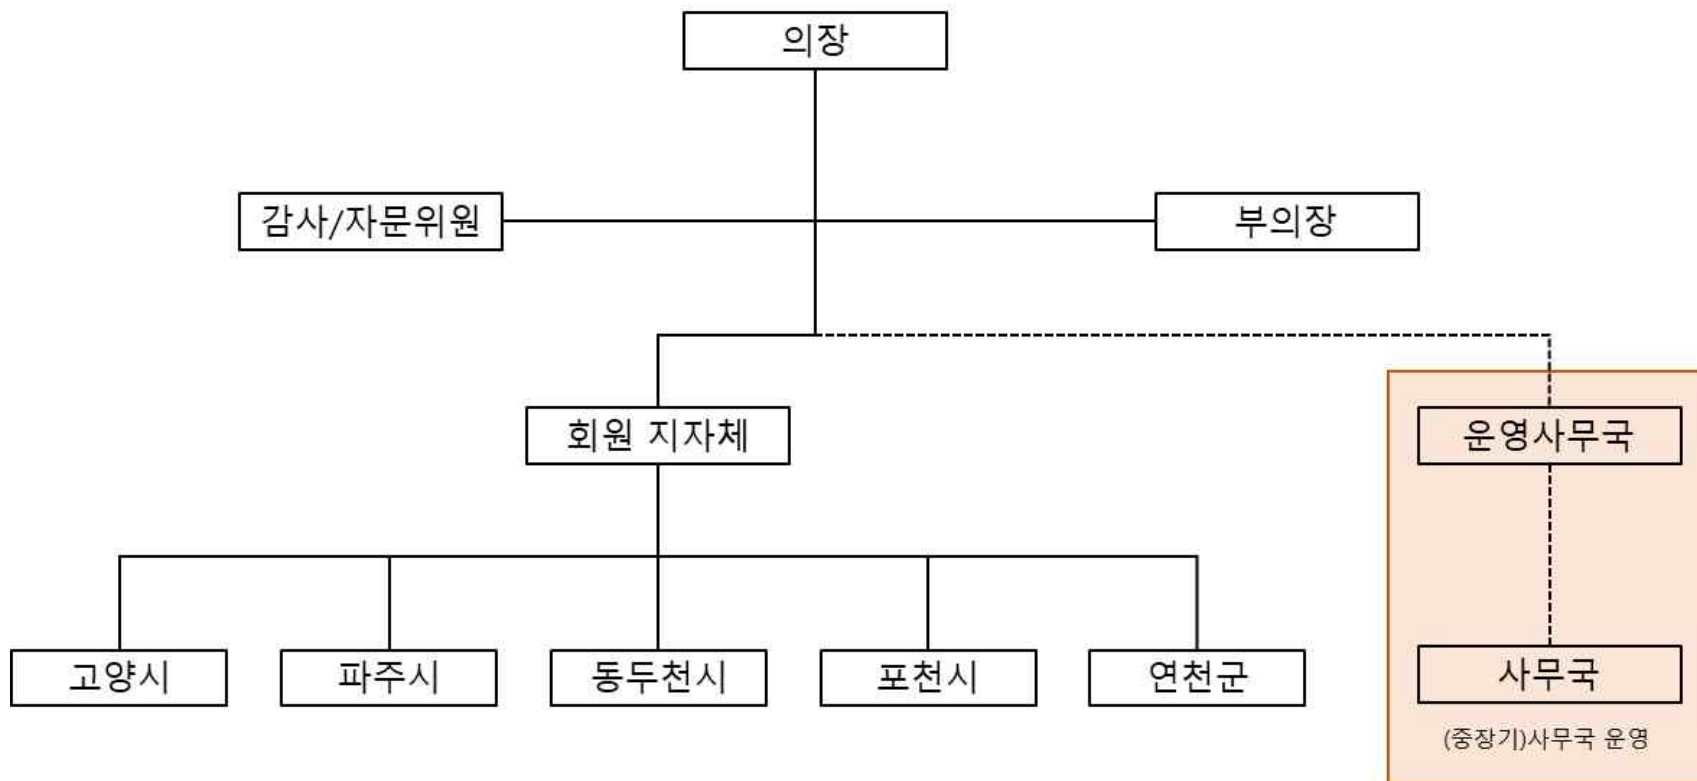 의장
감사/자문위원
부의장
회원 지자체
운영사무국
고양시
파주시
동두천시
포천시
연천군
사무국
(중장기)사무국 운영